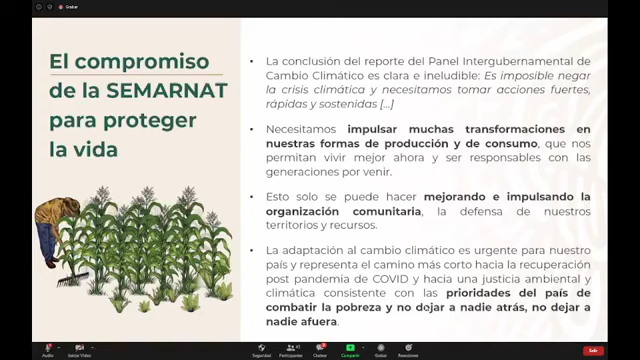 Grabar
El compromiso
de la SEMARNAT
para proteger
la vida
• La conclusión del reporte del Panel Intergubernamental de
Cambio Climático es clara e ineludible: Es imposible negar
la crisis climática y necesitamos tomar acciones fuertes,
rápidas y sostenidas [...]
• Necesitamos impulsar muchas transformaciones en
nuestras formas de producción y de consumo, que nos
permitan vivir mejor ahora y ser responsables con las
generaciones por venir.
• Esto solo se puede hacer mejorando e impulsando la
organización comunitaria, la defensa de nuestros
territorios y recursos.
• La adaptación al cambio climático es urgente para nuestro
país y representa el camino más corto hacia la recuperación
post pandemia de COVID y hacia una justicia ambiental y
climática consistente con las prioridades del país de
combatir la pobreza y no dejar a nadie atrás, no dejar a
nadie afuera.
Audio Iniciar Video Seguridad Participantes Chatear Compartir Grabar Reacciones Salir